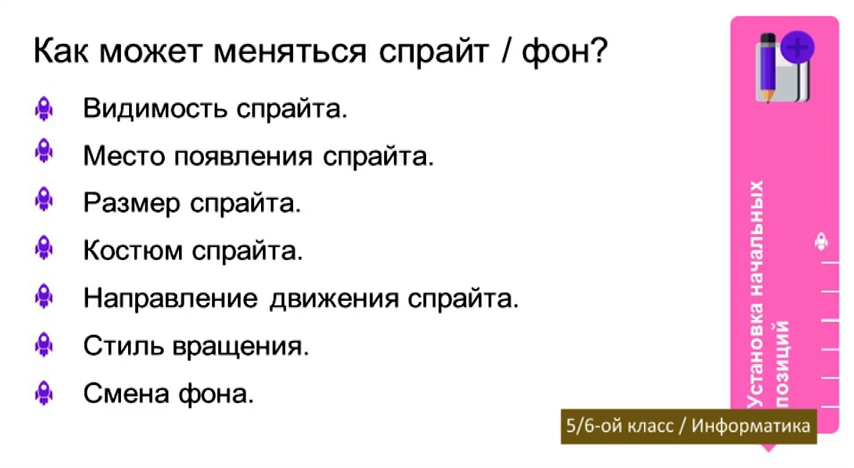 Как может меняться спрайт / фон?
Видимость спрайта.
Место появления спрайта.
Размер спрайта.
Костюм спрайта.
Направление движения спрайта.
Стиль вращения.
Смена фона.
Установка начальных
позиций
5/6-ой класс / Информатика